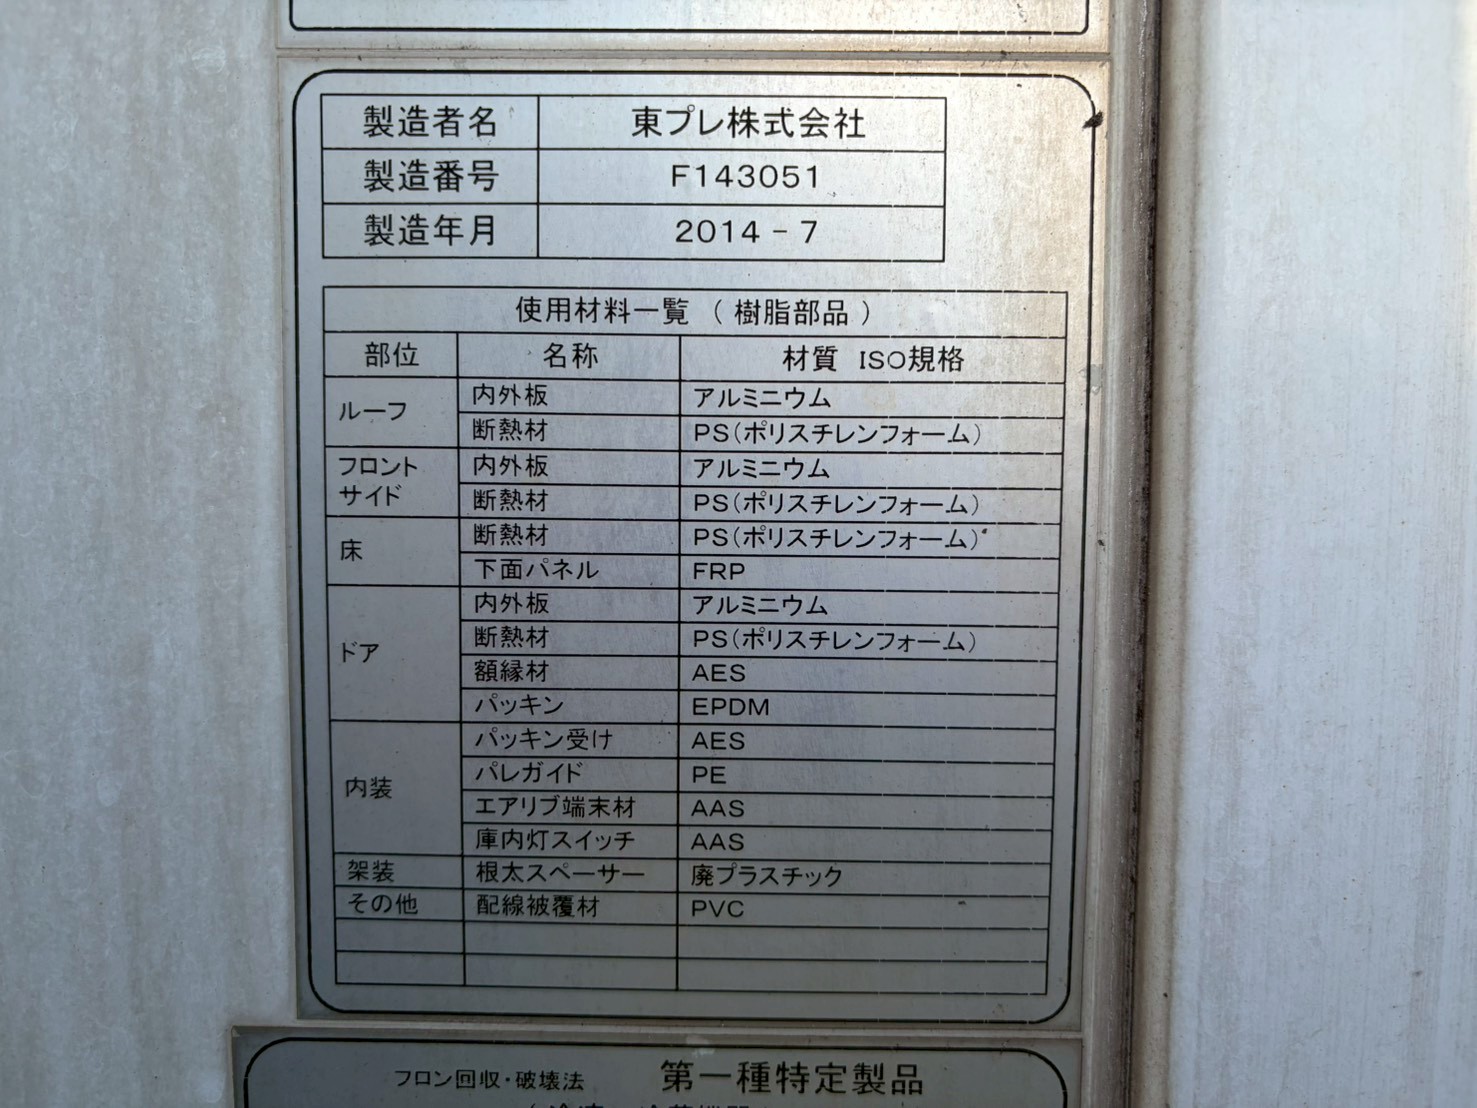 製造者名 東プレ株式会社
製造番号 F143051
製造年月 2014 - 7
使用材料一覧 ( 樹脂部品 )
部位 名称 材質 ISO規格
ルーフ 内外板 アルミニウム
断熱材 PS(ポリスチレンフォーム)
フロント
サイド 内外板 アルミニウム
断熱材 PS(ポリスチレンフォーム)
床 断熱材 PS(ポリスチレンフォーム)
下面パネル FRP
ドア 内外板 アルミニウム
断熱材 PS(ポリスチレンフォーム)
額縁材 AES
パッキン EPDM
内装 パッキン受け AES
パレガイド PE
エアリブ端末材 AAS
庫内灯スイッチ AAS
架装 根太スペーサー 廃プラスチック
その他 配線被覆材 PVC
フロン回収・破壊法 第一種特定製品